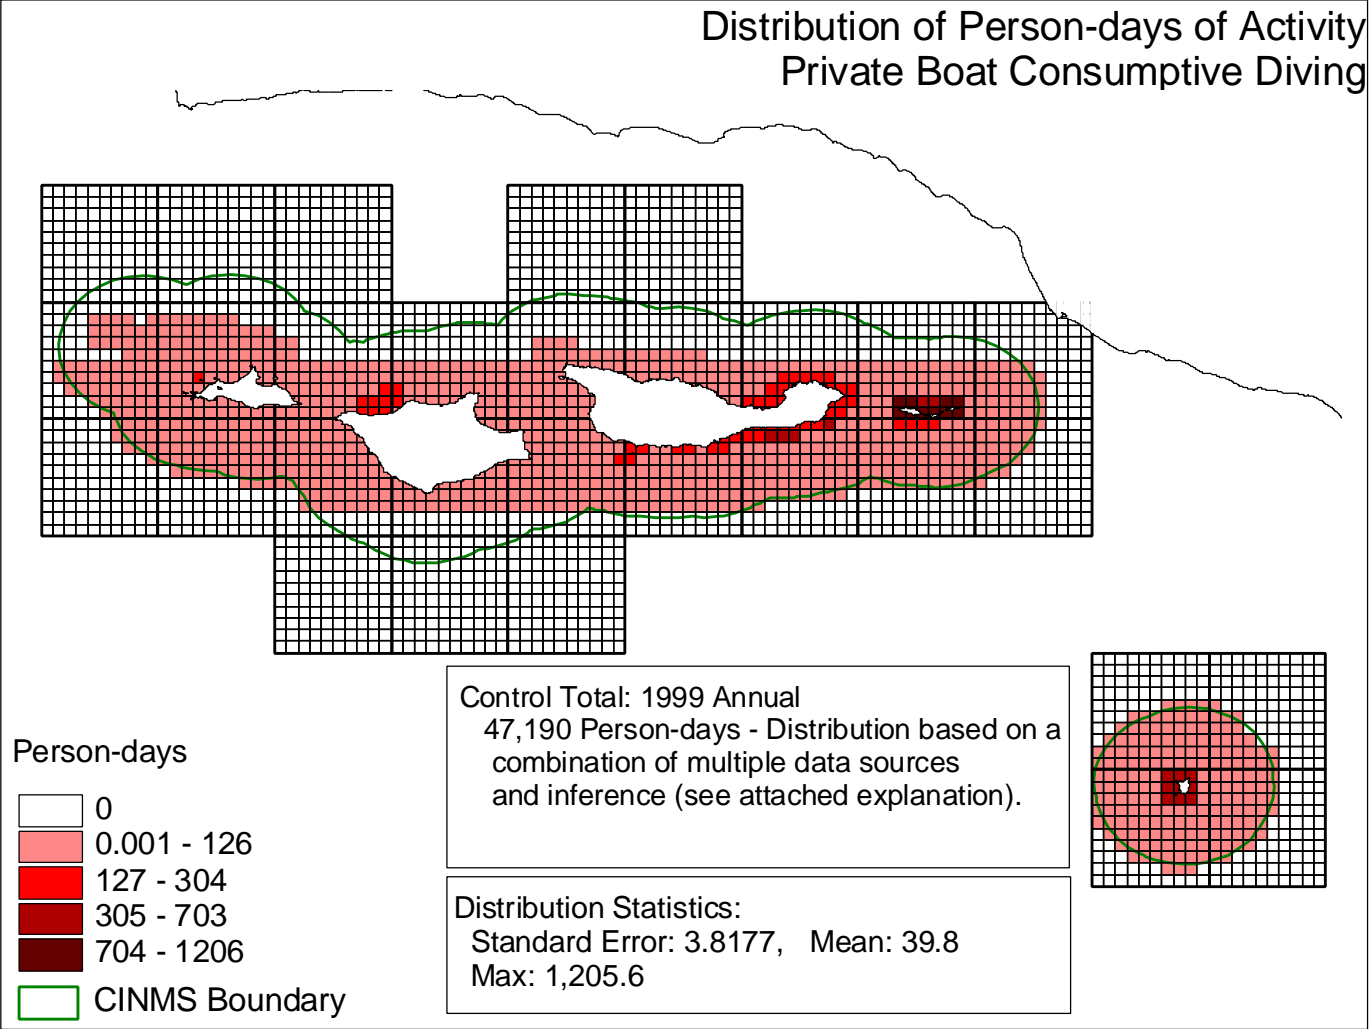 Distribution of Person-days of Activity
Private Boat Consumptive Diving
Control Total: 1999 Annual
47,190 Person-days - Distribution based on a
combination of multiple data sources
and inference (see attached explanation).
Person-days
0
0.001 - 126
127 - 304
305 - 703
704 - 1206
CINMS Boundary
Distribution Statistics:
Standard Error: 3.8177, Mean: 39.8
Max: 1,205.6